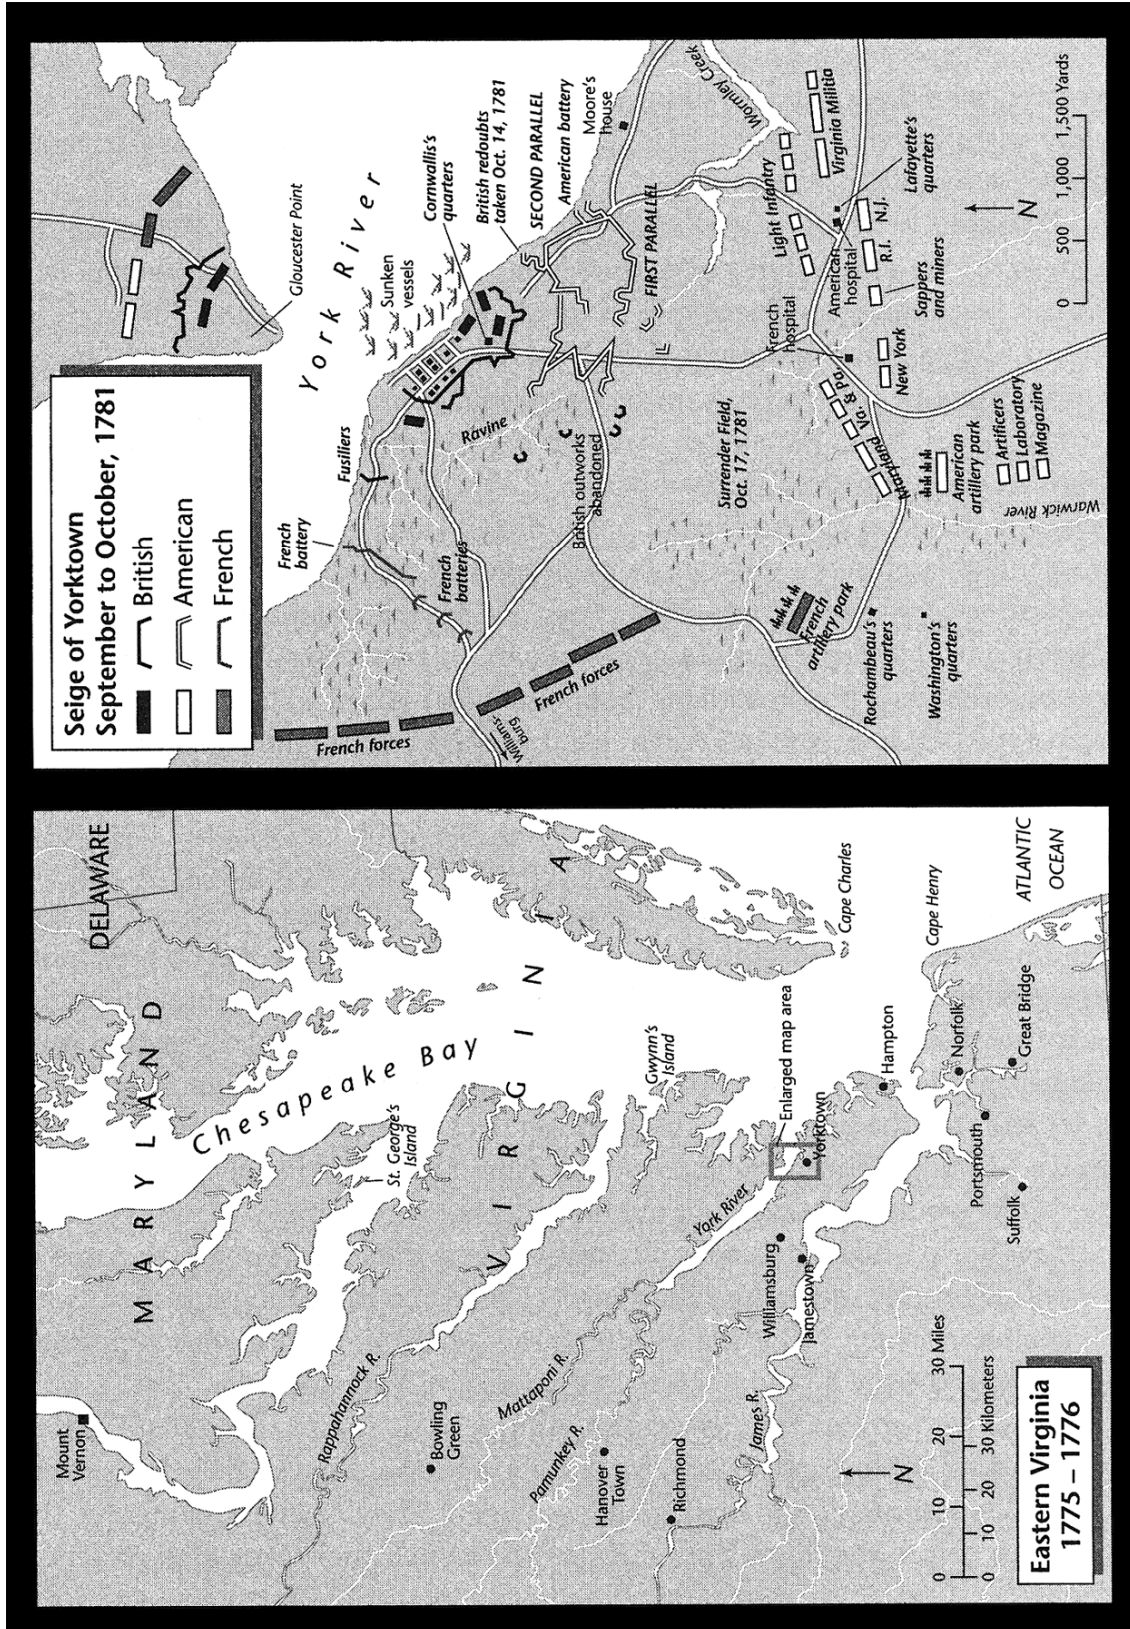 Eastern Virginia
1775 – 1776
MARYLAND
DELAWARE
VIRGINIA
Chesapeake Bay
Mount
Vernon
St. George's
Island
Rappahannock R.
Bowling
Green
Mattaponi R.
Pamunkey R.
Hanover
Town
Richmond
James R.
Gwynn's
Island
York River
Enlarged map area
Yorktown
Williamsburg
Jamestown
Hampton
Norfolk
Great Bridge
Portsmouth
Suffolk
Cape Charles
Cape Henry
ATLANTIC
OCEAN
0 10 20 30 Miles
0 10 20 30 Kilometers
N
Seige of Yorktown
September to October, 1781
British
American
French
Gloucester Point
York River
Sunken
vessels
Cornwallis's
quarters
British redoubts
taken Oct. 14, 1781
SECOND PARALLEL
American battery
Moore's
house
Wormley Creek
FIRST PARALLEL
Light Infantry
Virginia Militia
Lafayette's
quarters
American
hospital
N.J.
R.I.
Sappers
and miners
French
hospital
New York
Va. & Pa.
Maryland
American
artillery park
Artificers
Laboratory
Magazine
Warwick River
Surrender Field,
Oct. 17, 1781
British outworks
abandoned
Ravine
Fusiliers
French
battery
French
batteries
French forces
French forces
Williams-
burg
French
artillery park
Rochambeau's
quarters
Washington's
quarters
0 500 1,000 1,500 Yards
N